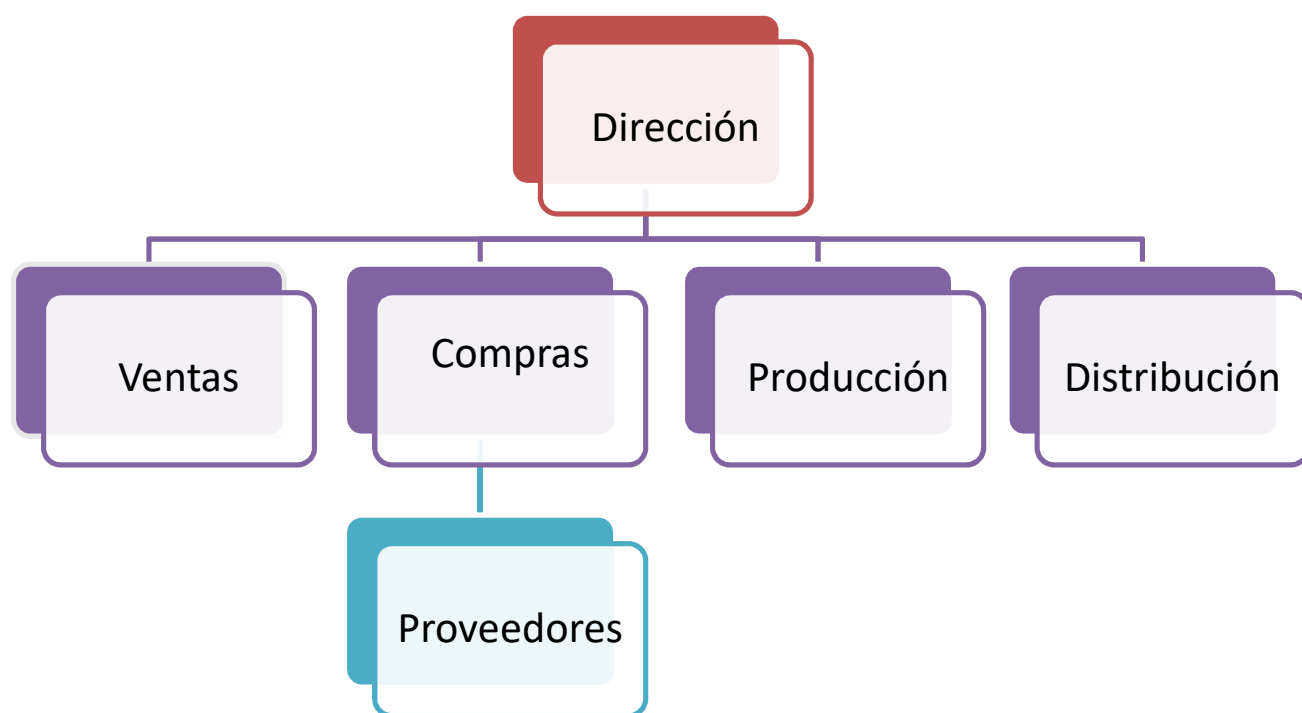 Dirección
Ventas
Compras
Producción
Distribución
Proveedores